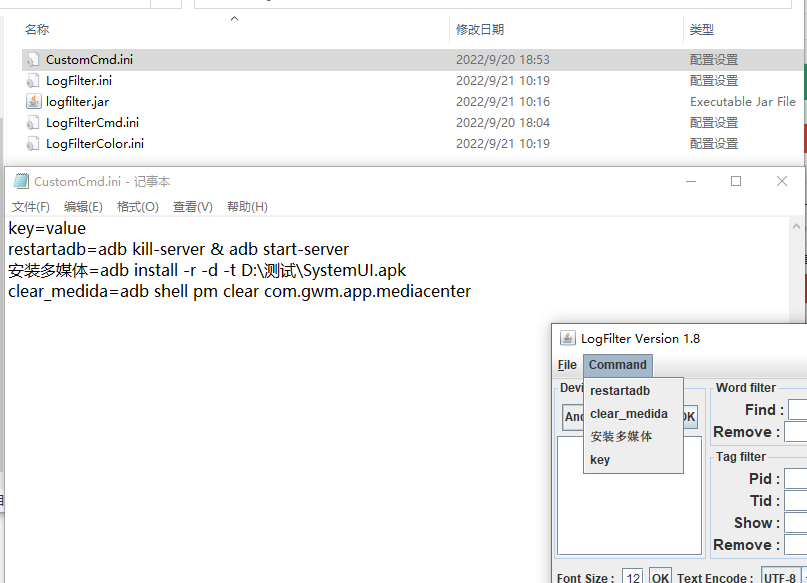 名称 修改日期 类型
CustomCmd.ini 2022/9/20 18:53 配置设置
LogFilter.ini 2022/9/21 10:19 配置设置
logfilter.jar 2022/9/21 10:16 Executable Jar File
LogFilterCmd.ini 2022/9/20 18:04 配置设置
LogFilterColor.ini 2022/9/21 10:19 配置设置
CustomCmd.ini - 记事本
文件(F) 编辑(E) 格式(O) 查看(V) 帮助(H)
key=value
restartadb=adb kill-server & adb start-server
安装多媒体=adb install -r -d -t D:\测试\SystemUI.apk
clear_medida=adb shell pm clear com.gwm.app.mediacenter
LogFilter Version 1.8
File Command
restartadb
clear_medida
安装多媒体
key
Devi
And
OK
Word filter
Find :
Remove :
Tag filter
Pid :
Tid :
Show :
Remove :
Font Size : 12 OK Text Encode : UTF-8